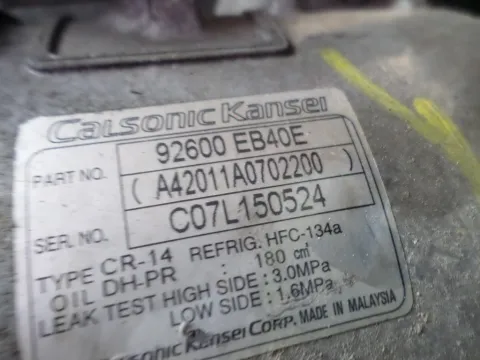 CALSONIC KANSEI
PART NO. 92600 EB40E
( A42011A0702200 )
SER. NO. C07L150524
TYPE CR-14 REFRIG. HFC-134a
OIL DH-PR : 180 cm³
LEAK TEST HIGH SIDE : 3.0MPa
LOW SIDE : 1.6MPa
CALSONIC KANSEI CORP. MADE IN MALAYSIA